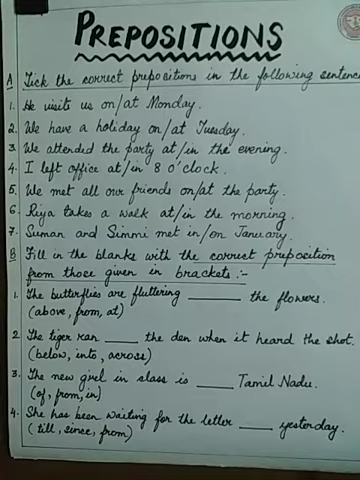 PREPOSITIONS
A Tick the correct prepositions in the following sentence
1. He visits us on/at Monday.
2. We have a holiday on/at Tuesday.
3. We attended the party at/in the evening.
4. I left office at/in 8 o'clock.
5. We met all our friends on/at the party.
6. Riya takes a walk at/in the morning.
7. Suman and Simmi met in/on January.
B Fill in the blanks with the correct preposition
from those given in brackets:-
1. The butterflies are fluttering ______ the flowers.
(above, from, at)
2. The tiger ran ____ the den when it heard the shot.
(below, into, across)
3. The new girl in class is ____ Tamil Nadu.
(of, from, in)
4. She has been waiting for the letter ____ yesterday.
(till, since, from)